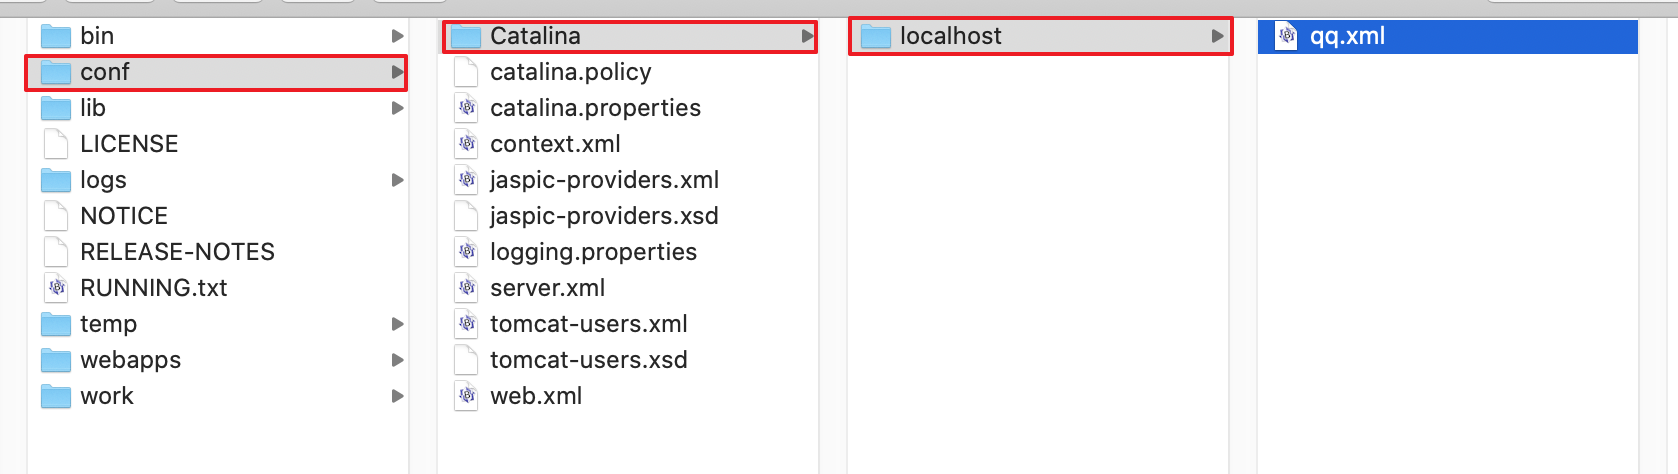 bin
conf
lib
LICENSE
logs
NOTICE
RELEASE-NOTES
RUNNING.txt
temp
webapps
work
Catalina
catalina.policy
catalina.properties
context.xml
jaspic-providers.xml
jaspic-providers.xsd
logging.properties
server.xml
tomcat-users.xml
tomcat-users.xsd
web.xml
localhost
qq.xml